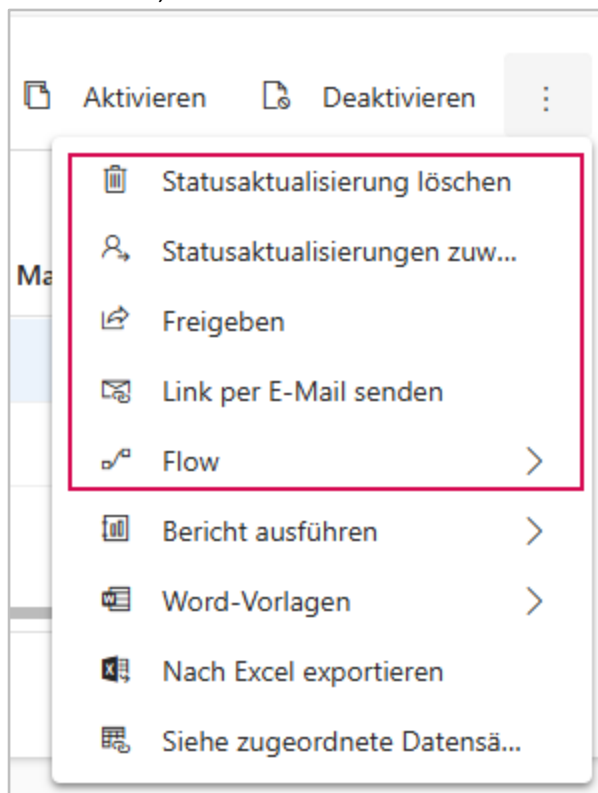 Aktivieren Deaktivieren
Statusaktualisierung löschen
Statusaktualisierungen zuw...
Ma
Freigeben
Link per E-Mail senden
Flow
Bericht ausführen
Word-Vorlagen
Nach Excel exportieren
Siehe zugeordnete Datensä...